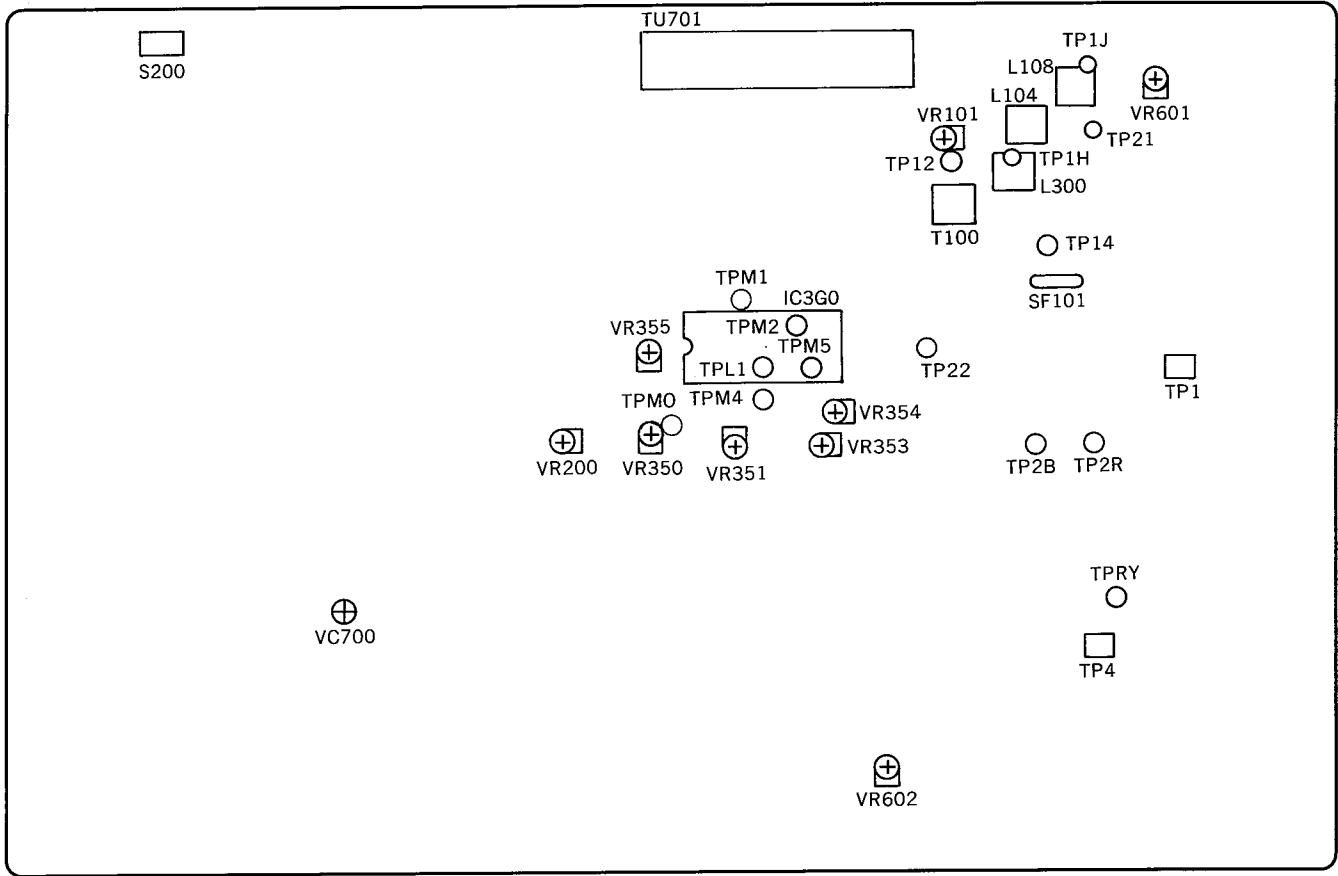 TU701
S200
TP1J
L108
L104
VR601
VR101
TP21
TP12
TP1H
L300
T100
TP14
SF101
TPM1
IC3G0
VR355
TPM2
TPM5
TPL1
TP22
TP1
TPM0
TPM4
VR354
VR353
VR200
VR350
VR351
TP2B
TP2R
TPRY
VC700
TP4
VR602